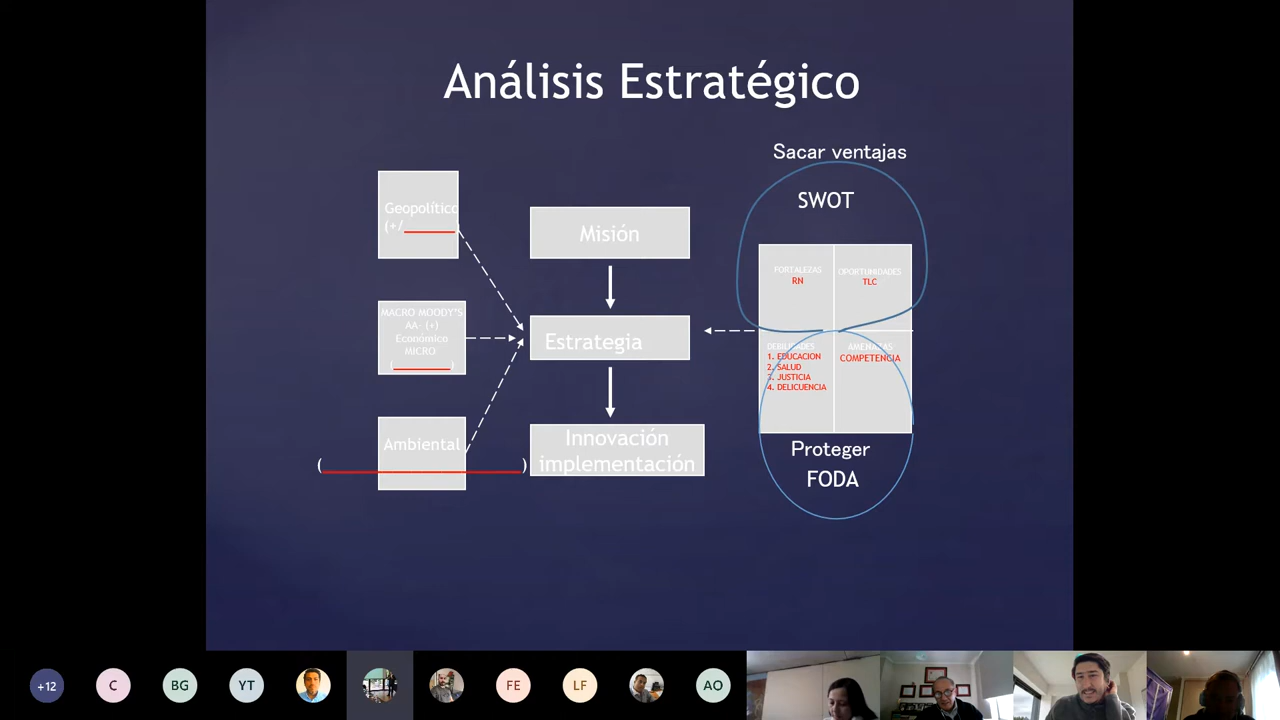 Análisis Estratégico
Sacar ventajas
SWOT
Geopolítico
(+/
Misión
FORTALEZAS
RN
OPORTUNIDADES
TLC
MACRO MOODY'S
AA- (+)
Económico
MICRO
( )
Estrategia
DEBILIDADES
1. EDUCACION
2. SALUD
3. JUSTICIA
4. DELICUENCIA
AMENAZAS
COMPETENCIA
Ambiental
( )
Innovación
implementación
Proteger
FODA
+12
C
BG
YT
FE
LF
AO